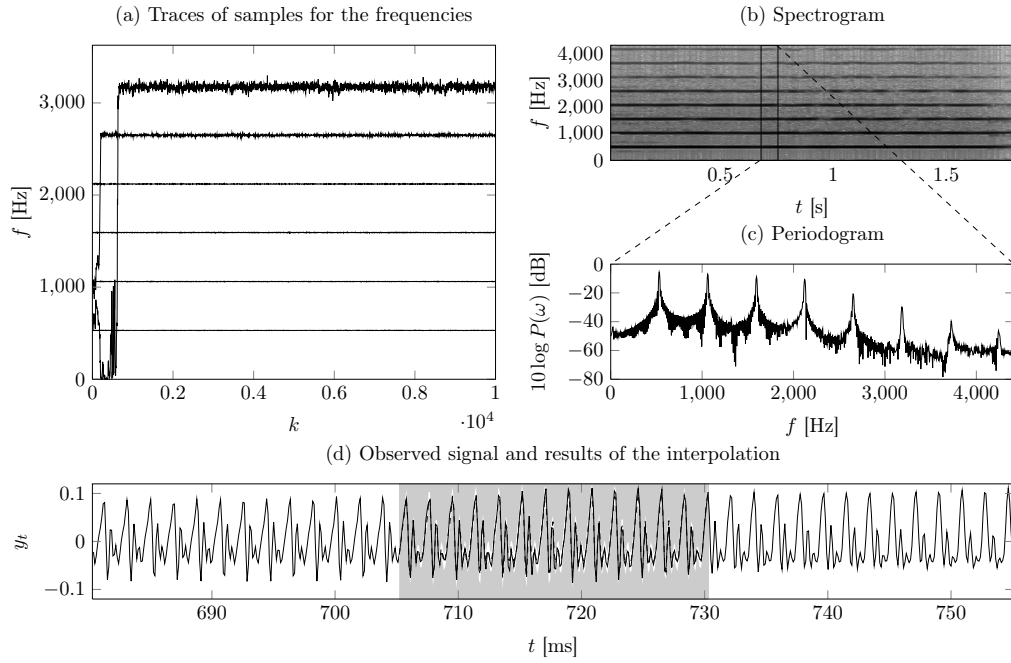 (a) Traces of samples for the frequencies
3,000
2,000
1,000
0
f [Hz]
0 0.2 0.4 0.6 0.8 1
k
·10⁴
(b) Spectrogram
4,000
3,000
2,000
1,000
0
f [Hz]
0.5 1 1.5
t [s]
(c) Periodogram
0
−20
−40
−60
−80
10 log P(ω) [dB]
0 1,000 2,000 3,000 4,000
f [Hz]
(d) Observed signal and results of the interpolation
0.1
0
−0.1
y_t
690 700 710 720 730 740 750
t [ms]